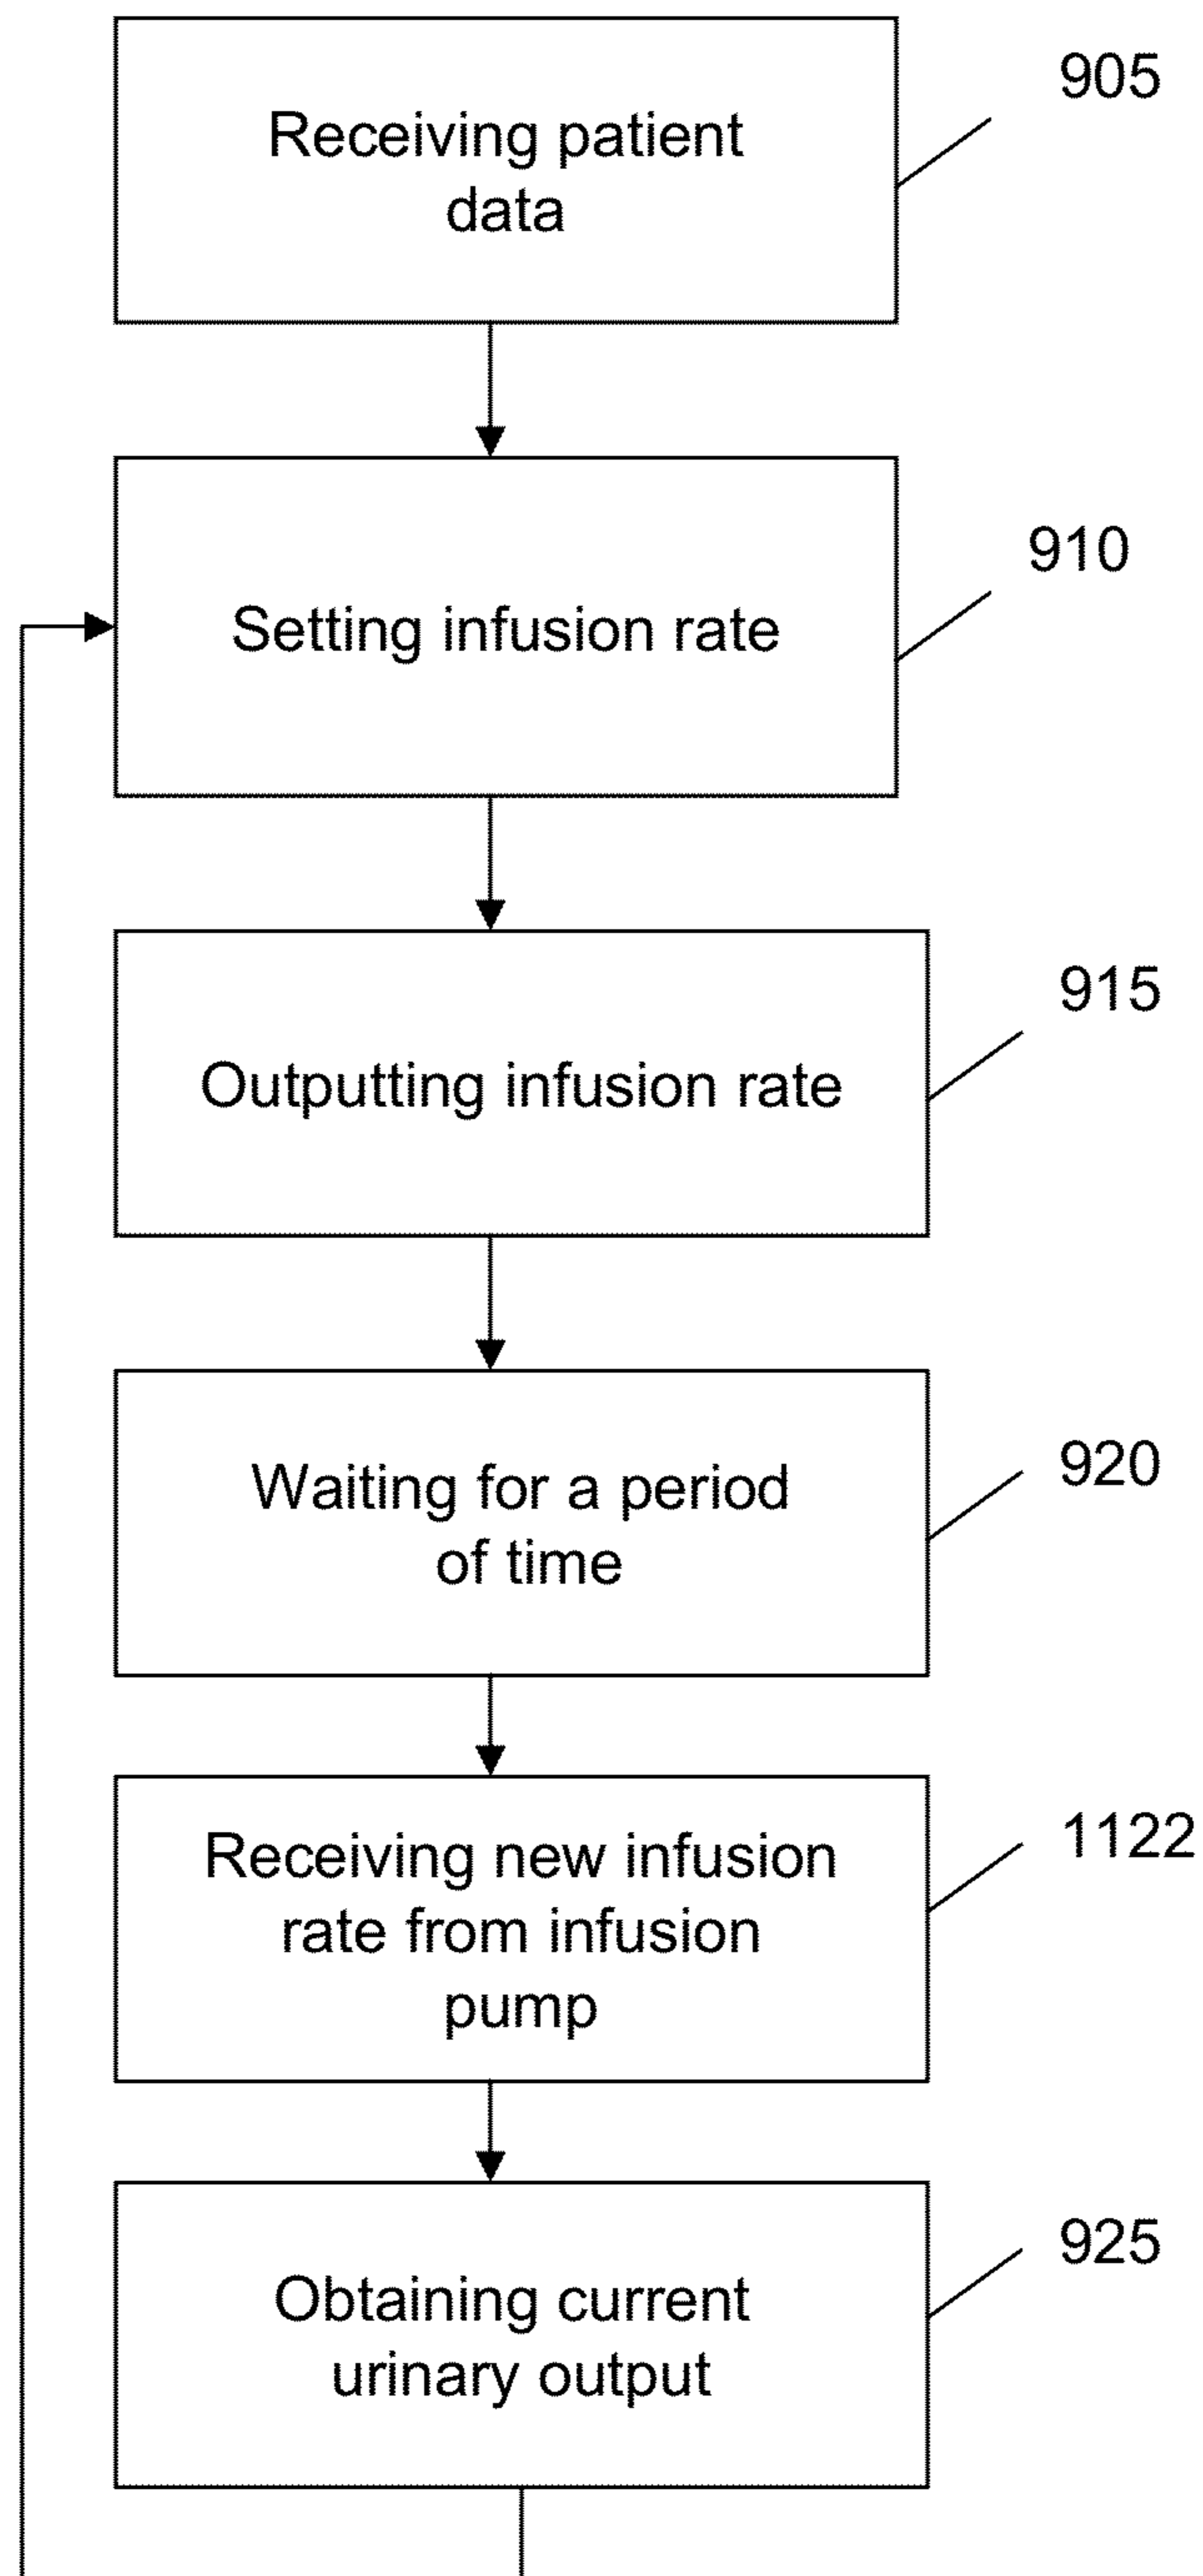 Receiving patient
data
905
Setting infusion rate
910
Outputting infusion rate
915
Waiting for a period
of time
920
Receiving new infusion
rate from infusion
pump
1122
Obtaining current
urinary output
925